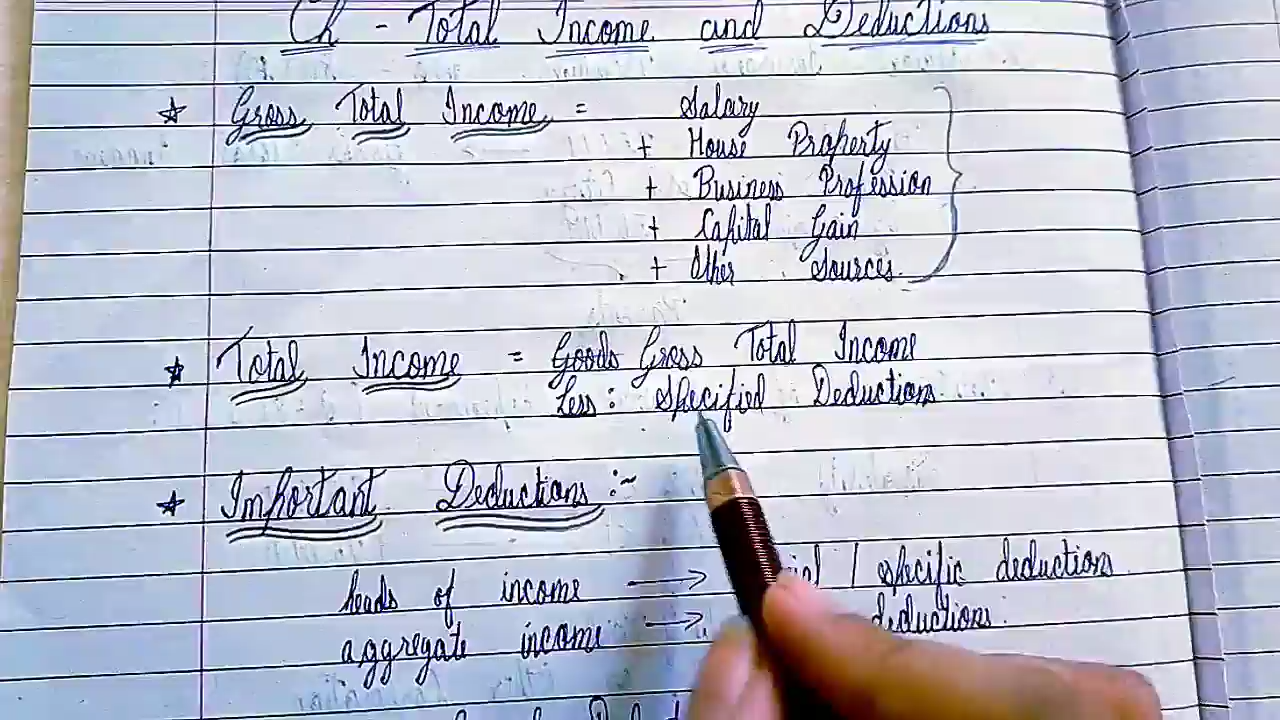 Ch - Total Income and Deductions
☆ Gross Total Income = Salary
+ House Property
+ Business Profession
+ Capital Gain
+ Other Sources
☆ Total Income = Goods Gross Total Income
Less: Specified Deductions
☆ Important Deductions :~
heads of income → / specific deductions
aggregate income → deductions.